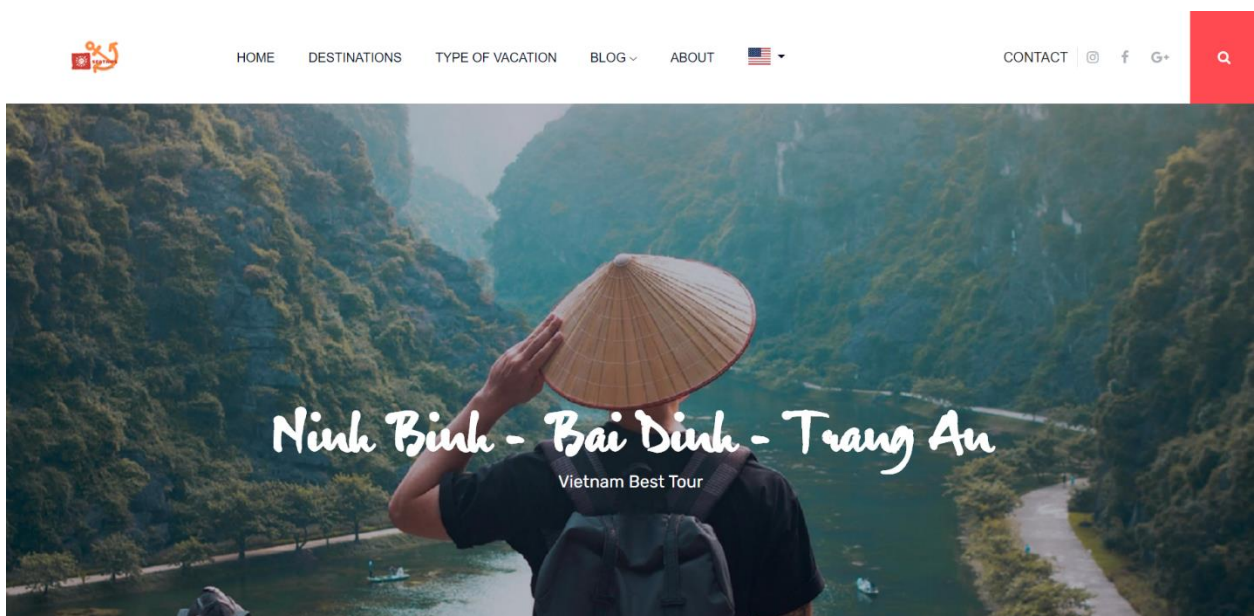 HOME DESTINATIONS TYPE OF VACATION BLOG ABOUT CONTACT G+
Ninh Binh - Bai Dinh - Trang An
Vietnam Best Tour